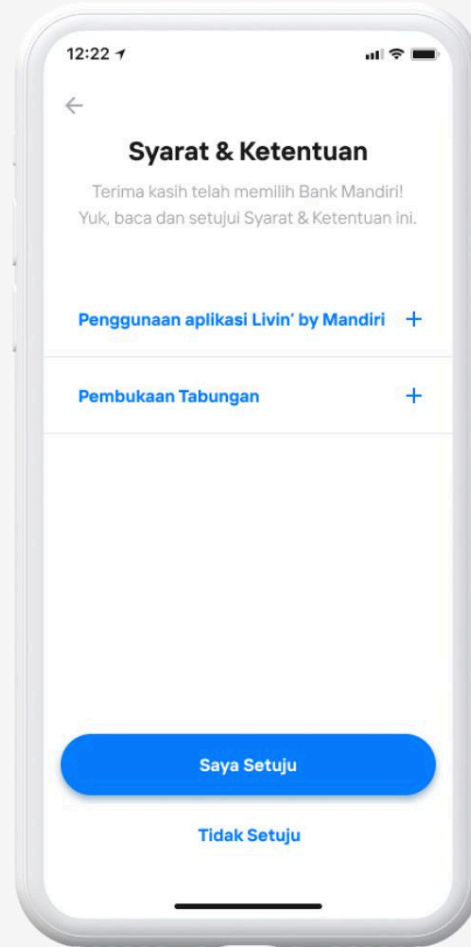 12:22
Syarat & Ketentuan
Terima kasih telah memilih Bank Mandiri!
Yuk, baca dan setujui Syarat & Ketentuan ini.
Penggunaan aplikasi Livin' by Mandiri +
Pembukaan Tabungan +
Saya Setuju
Tidak Setuju